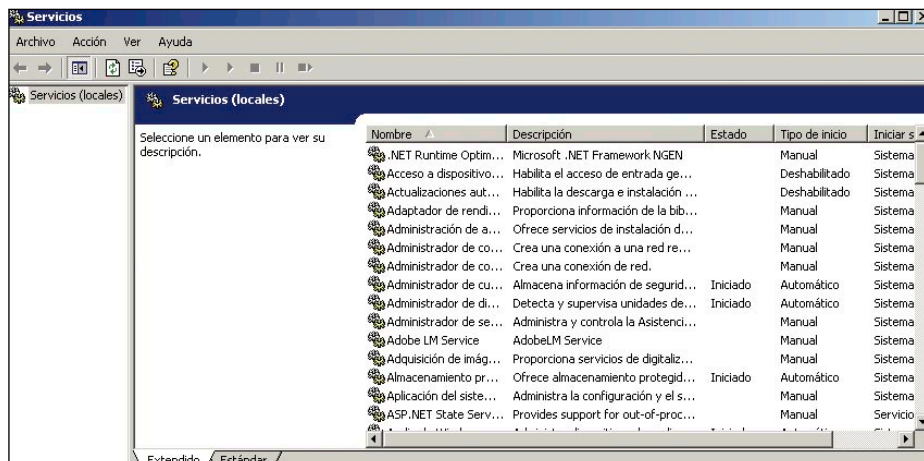 Servicios
Archivo Acción Ver Ayuda
Servicios (locales)
Servicios (locales)
Seleccione un elemento para ver su
descripción.
Nombre Descripción Estado Tipo de inicio Iniciar s
.NET Runtime Optim... Microsoft .NET Framework NGEN Manual Sistema
Acceso a dispositivo... Habilita el acceso de entrada ge... Deshabilitado Sistema
Actualizaciones aut... Habilita la descarga e instalación ... Deshabilitado Sistema
Adaptador de rendi... Proporciona información de la bib... Manual Sistema
Administración de a... Ofrece servicios de instalación d... Manual Sistema
Administrador de co... Crea una conexión a una red re... Manual Sistema
Administrador de co... Crea una conexión de red. Manual Sistema
Administrador de cu... Almacena información de segurid... Iniciado Automático Sistema
Administrador de di... Detecta y supervisa unidades de... Iniciado Automático Sistema
Administrador de se... Administra y controla la Asistenci... Manual Sistema
Adobe LM Service AdobeLM Service Manual Sistema
Adquisición de imág... Proporciona servicios de digitaliz... Manual Sistema
Almacenamiento pr... Ofrece almacenamiento protegid... Iniciado Automático Sistema
Aplicación del siste... Administra la configuración y el s... Manual Sistema
ASP.NET State Serv... Provides support for out-of-proc... Manual Servicio
Extendido Estándar